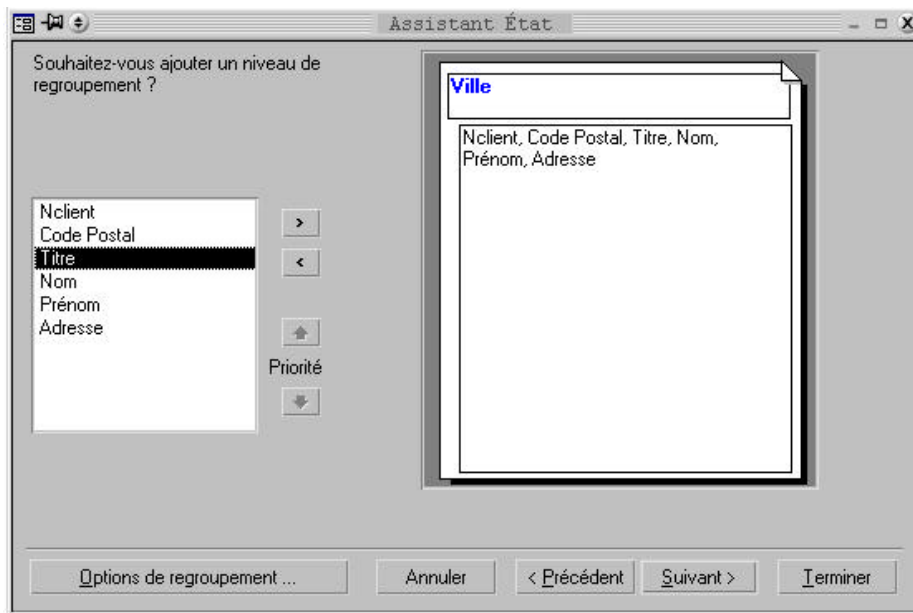 Assistant État
Souhaitez-vous ajouter un niveau de
regroupement ?
Nclient
Code Postal
Titre
Nom
Prénom
Adresse
>
<
Priorité
Ville
Nclient, Code Postal, Titre, Nom,
Prénom, Adresse
Options de regroupement ...
Annuler
< Précédent
Suivant >
Terminer